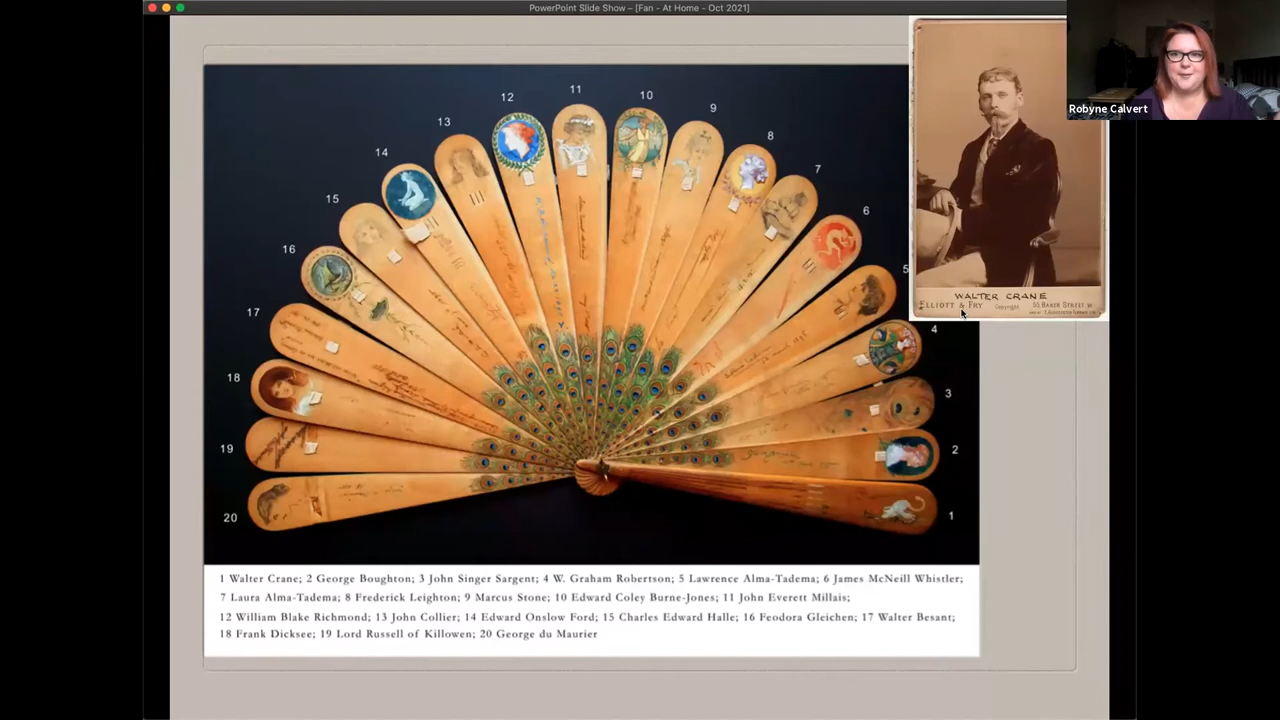 PowerPoint Slide Show – [Fan - At Home - Oct 2021]
Robyne Calvert
WALTER CRANE
ELLIOTT & FRY Copyright 55 BAKER STREET W.
12
11
10
9
8
7
6
5
4
3
2
1
13
14
15
16
17
18
19
20
1 Walter Crane; 2 George Boughton; 3 John Singer Sargent; 4 W. Graham Robertson; 5 Lawrence Alma-Tadema; 6 James McNeill Whistler;
7 Laura Alma-Tadema; 8 Frederick Leighton; 9 Marcus Stone; 10 Edward Coley Burne-Jones; 11 John Everett Millais;
12 William Blake Richmond; 13 John Collier; 14 Edward Onslow Ford; 15 Charles Edward Halle; 16 Feodora Gleichen; 17 Walter Besant;
18 Frank Dicksee; 19 Lord Russell of Killowen; 20 George du Maurier